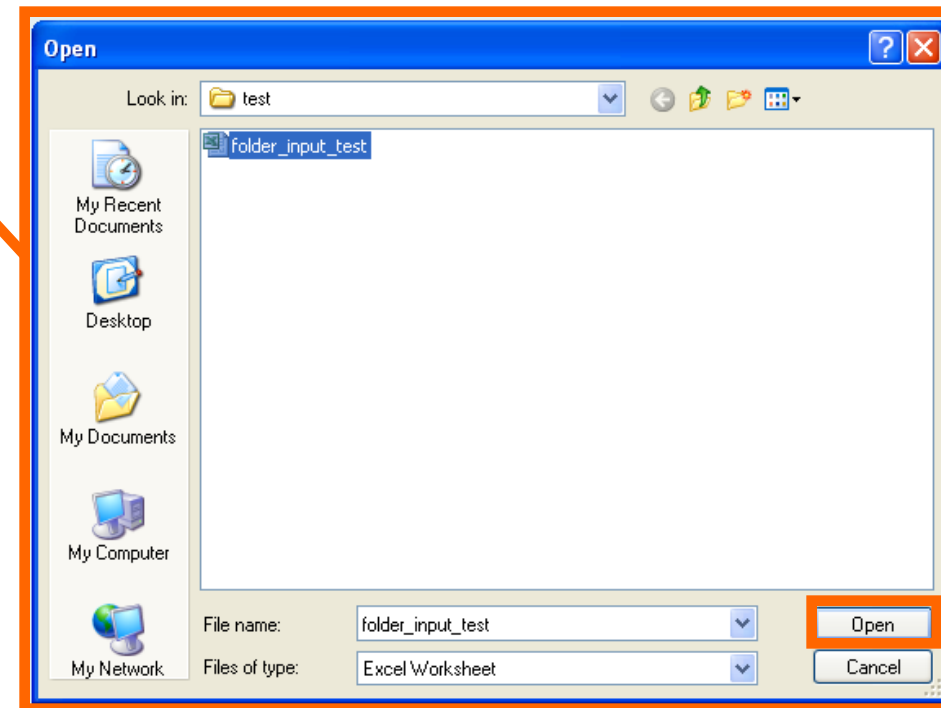 Open
Look in: test
folder_input_test
My Recent
Documents
Desktop
My Documents
My Computer
My Network
File name: folder_input_test
Open
Files of type: Excel Worksheet
Cancel